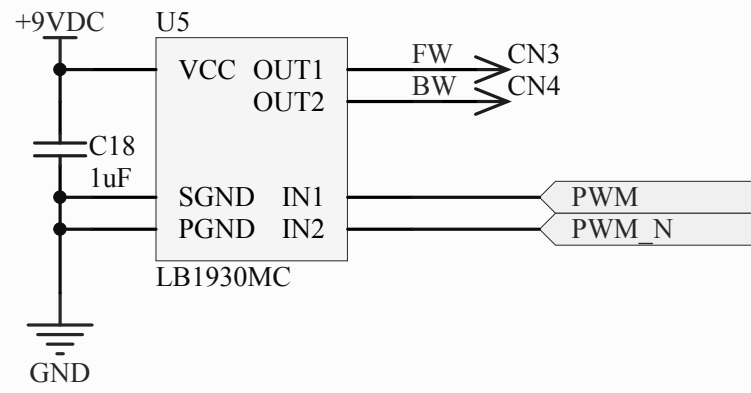 +9VDC
U5
VCC OUT1
FW
CN3
OUT2
BW
CN4
C18
1uF
SGND IN1
PWM
PGND IN2
PWM_N
LB1930MC
GND